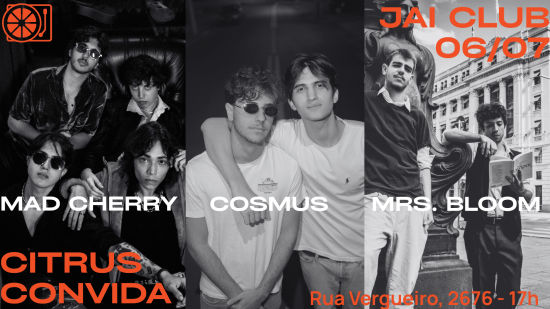 JAI CLUB
06/07
MAD CHERRY
COSMUS
MRS. BLOOM
CITRUS
CONVIDA
Rua Vergueiro, 2676 - 17h